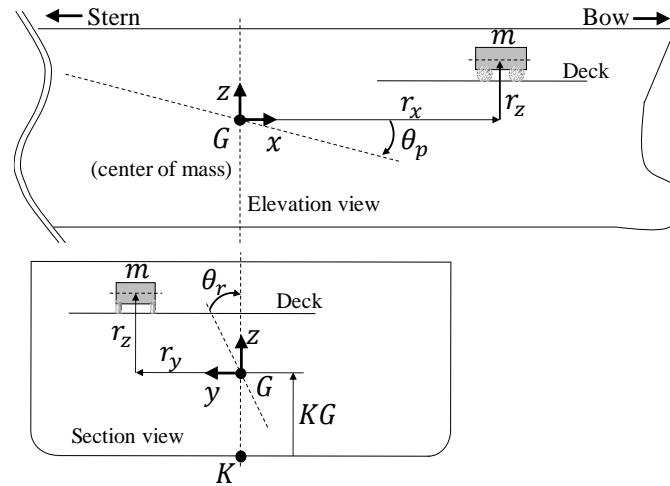 Stern
Bow
m
Deck
z
r_x
r_z
G
x
θ_p
(center of mass)
Elevation view
m
θ_r
Deck
r_z
z
r_y
y
G
KG
Section view
K